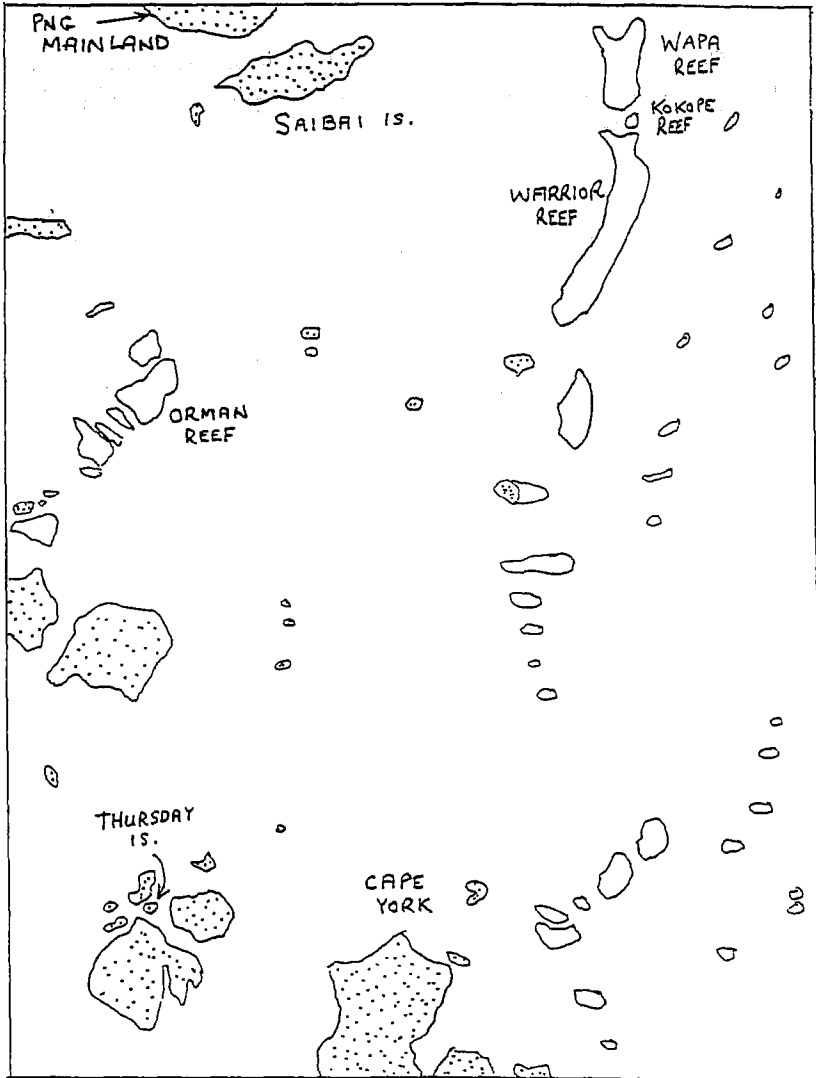 PNG
MAINLAND
SAIBAI IS.
WAPA
REEF
KOKOPE
REEF
WARRIOR
REEF
ORMAN
REEF
THURSDAY
IS.
CAPE
YORK